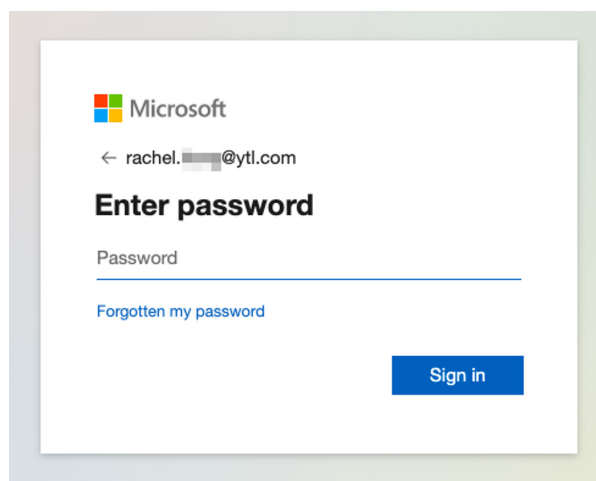 Microsoft
← rachel. @ytl.com
Enter password
Password
Forgotten my password
Sign in